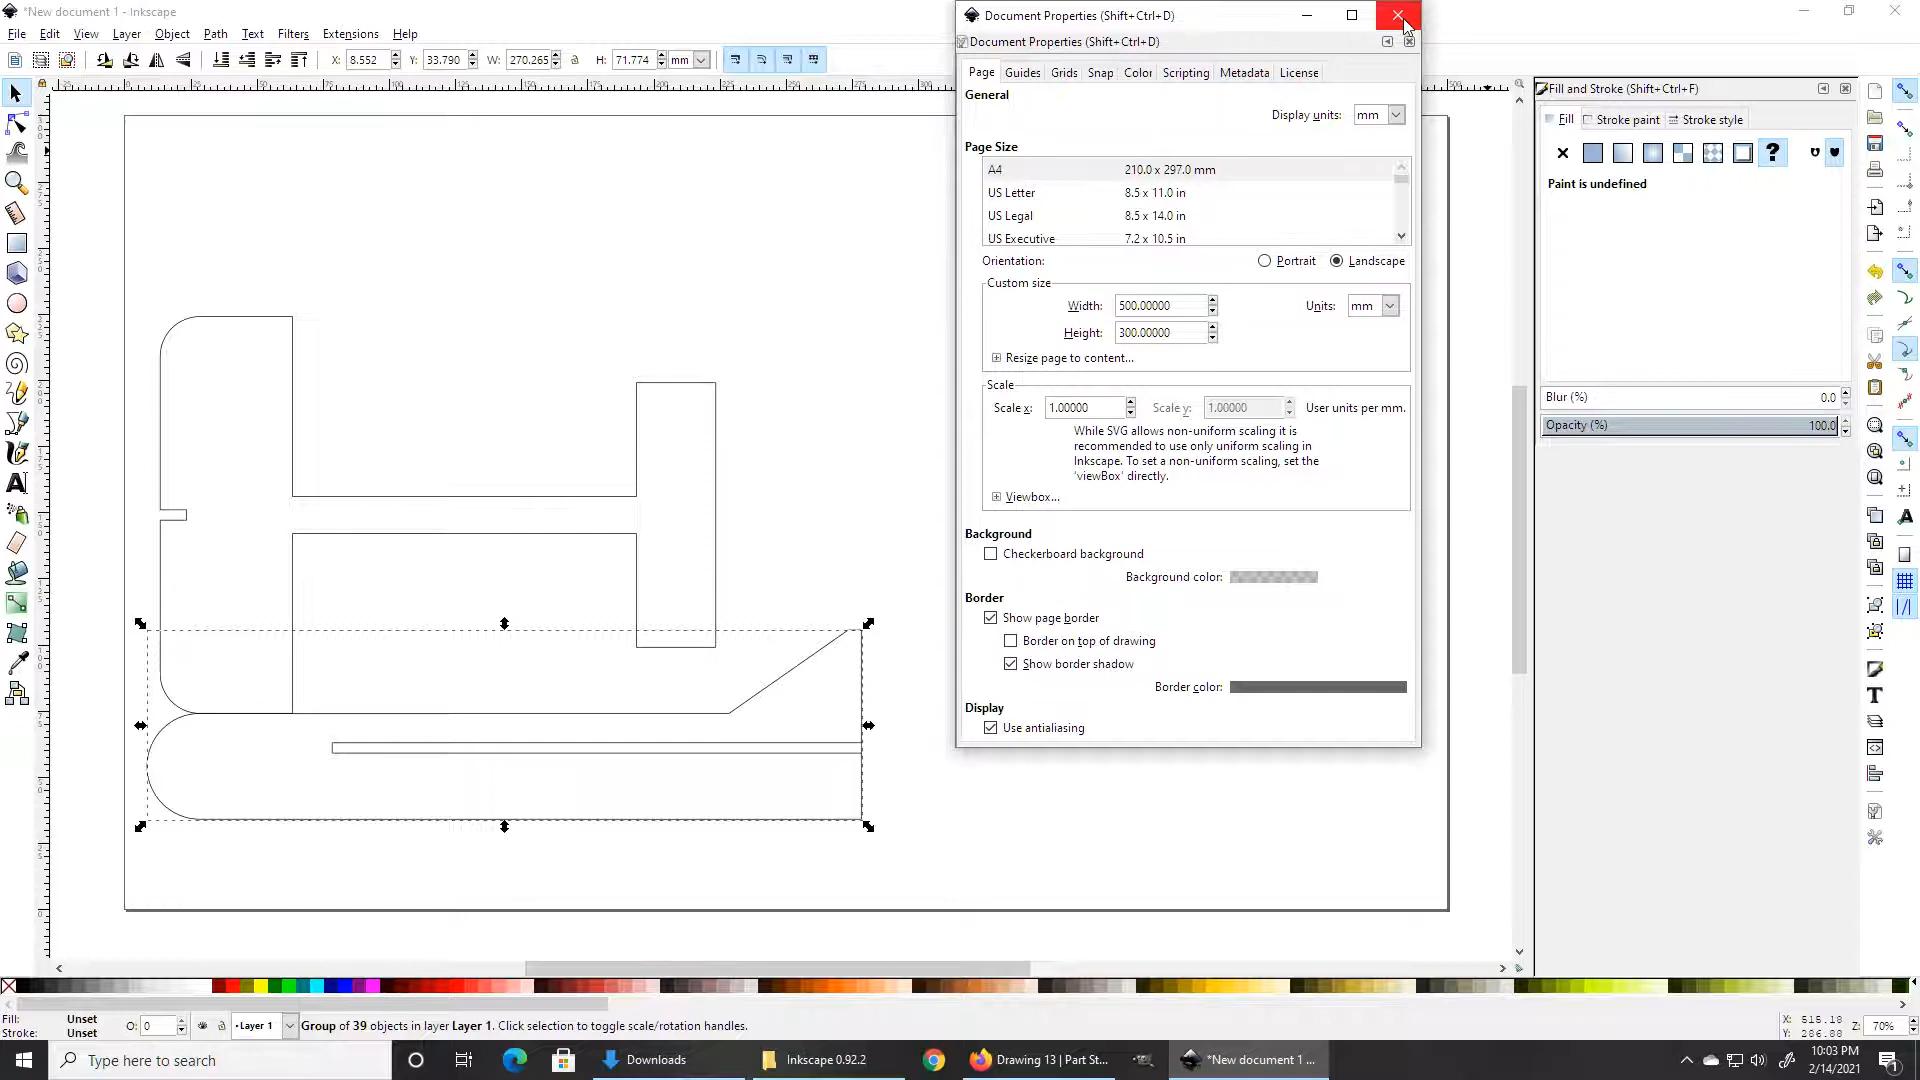 *New document 1 - Inkscape
File Edit View Layer Object Path Text Filters Extensions Help
X: 8.552 Y: 33.790 W: 270.265 H: 71.774 mm
Document Properties (Shift+Ctrl+D)
Document Properties (Shift+Ctrl+D)
Page Guides Grids Snap Color Scripting Metadata License
General
Display units: mm
Page Size
A4 210.0 x 297.0 mm
US Letter 8.5 x 11.0 in
US Legal 8.5 x 14.0 in
US Executive 7.2 x 10.5 in
Orientation: Portrait Landscape
Custom size
Width: 500.00000 Units: mm
Height: 300.00000
Resize page to content...
Scale
Scale x: 1.00000 Scale y: 1.00000 User units per mm.
While SVG allows non-uniform scaling it is
recommended to use only uniform scaling in
Inkscape. To set a non-uniform scaling, set the
'viewBox' directly.
Viewbox...
Background
Checkerboard background
Background color:
Border
Show page border
Border on top of drawing
Show border shadow
Border color:
Display
Use antialiasing
Fill and Stroke (Shift+Ctrl+F)
Fill Stroke paint Stroke style
Paint is undefined
Blur (%) 0.0
Opacity (%) 100.0
Fill: Unset
Stroke: Unset
O: 0
Layer 1
Group of 39 objects in layer Layer 1. Click selection to toggle scale/rotation handles.
X: 515.18
Y: 286.88
Z: 70%
Type here to search
Downloads
Inkscape 0.92.2
Drawing 13 | Part St...
*New document 1 ...
10:03 PM
2/14/2021
1